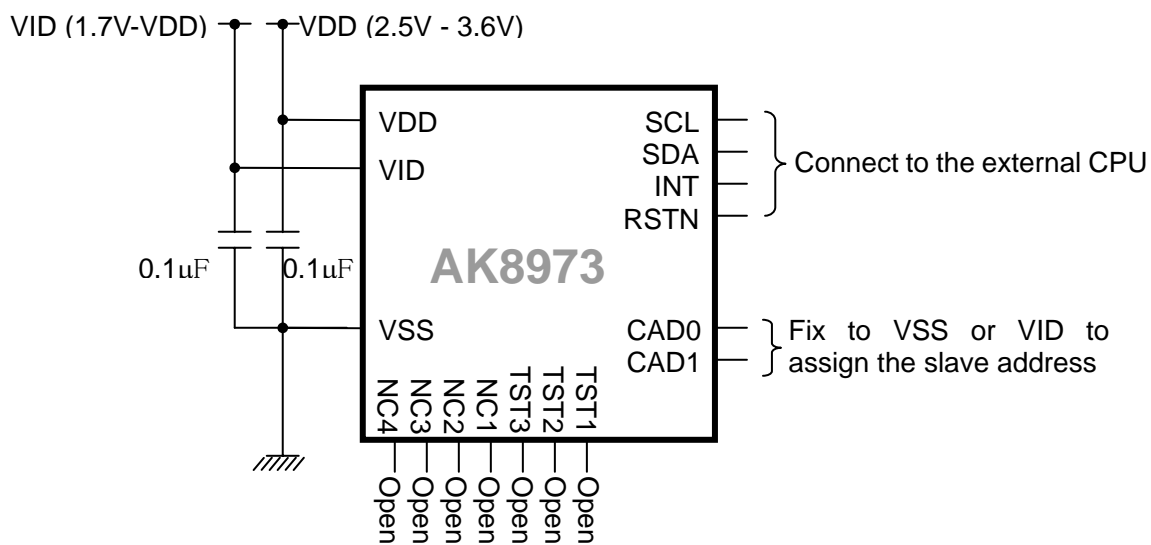 VID (1.7V-VDD)
VDD (2.5V - 3.6V)
VDD
VID
VSS
0.1µF
0.1µF
AK8973
SCL
SDA
INT
RSTN
Connect to the external CPU
CAD0
CAD1
Fix to VSS or VID to
assign the slave address
NC4
NC3
NC2
NC1
TST3
TST2
TST1
Open
Open
Open
Open
Open
Open
Open